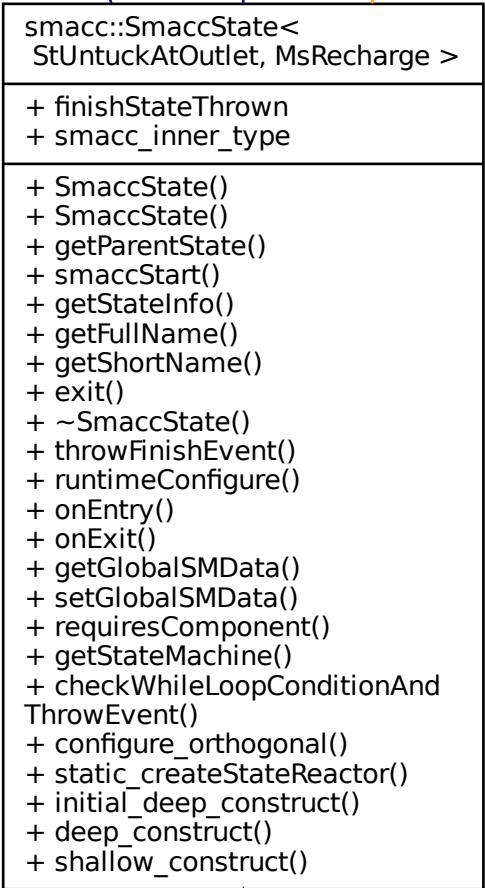 smacc::SmaccState<
StUntuckAtOutlet, MsRecharge >
+ finishStateThrown
+ smacc_inner_type
+ SmaccState()
+ SmaccState()
+ getParentState()
+ smaccStart()
+ getStateInfo()
+ getFullName()
+ getShortName()
+ exit()
+ ~SmaccState()
+ throwFinishEvent()
+ runtimeConfigure()
+ onEntry()
+ onExit()
+ getGlobalSMData()
+ setGlobalSMData()
+ requiresComponent()
+ getStateMachine()
+ checkWhileLoopConditionAnd
ThrowEvent()
+ configure_orthogonal()
+ static_createStateReactor()
+ initial_deep_construct()
+ deep_construct()
+ shallow_construct()